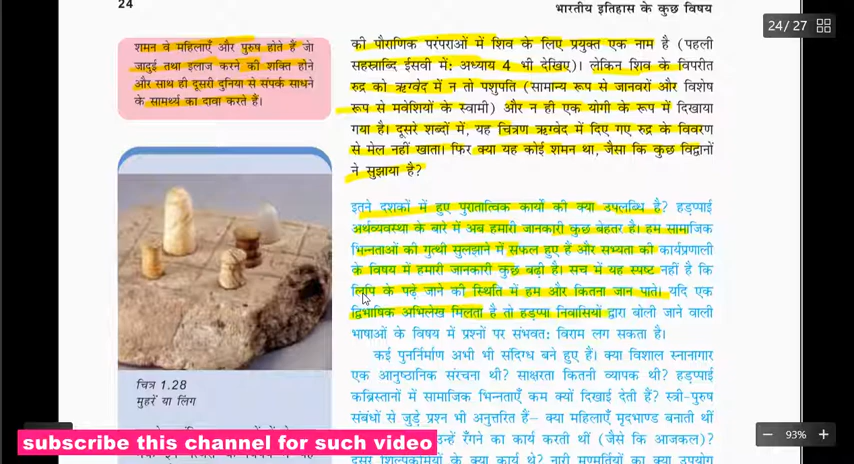 24
भारतीय इतिहास के कुछ विषय
24 / 27
शमन वे महिलाएँ और पुरुष होते हैं जो
जादुई तथा इलाज करने की शक्ति होने
और साथ ही दूसरी दुनिया से संपर्क साधने
के सामर्थ्य का दावा करते हैं।
की पौराणिक परंपराओं में शिव के लिए प्रयुक्त एक नाम है (पहली
सहस्राब्दि ईसवी में; अध्याय 4 भी देखिए)। लेकिन शिव के विपरीत
रुद्र को ऋग्वेद में न तो पशुपति (सामान्य रूप से जानवरों और विशेष
रूप से मवेशियों के स्वामी) और न ही एक योगी के रूप में दिखाया
गया है। दूसरे शब्दों में, यह चित्रण ऋग्वेद में दिए गए रुद्र के विवरण
से मेल नहीं खाता। फिर क्या यह कोई शमन था, जैसा कि कुछ विद्वानों
ने सुझाया है?
इतने दशकों में हुए पुरातात्विक कार्यों की क्या उपलब्धि है? हड़प्पाई
अर्थव्यवस्था के बारे में अब हमारी जानकारी कुछ बेहतर है। हम सामाजिक
भिन्नताओं की गुत्थी सुलझाने में सफल हुए हैं और सभ्यता की कार्यप्रणाली
के विषय में हमारी जानकारी कुछ बढ़ी है। सच में यह स्पष्ट नहीं है कि
लिपि के पढ़े जाने की स्थिति में हम और कितना जान पाते। यदि एक
द्विभाषिक अभिलेख मिलता है तो हड़प्पा निवासियों द्वारा बोली जाने वाली
भाषाओं के विषय में प्रश्नों पर संभवत: विराम लग सकता है।
कई पुनर्निर्माण अभी भी संदिग्ध बने हुए हैं। क्या विशाल स्नानागार
एक आनुष्ठानिक संरचना थी? साक्षरता कितनी व्यापक थी? हड़प्पाई
कब्रिस्तानों में सामाजिक भिन्नताएँ कम क्यों दिखाई देती हैं? स्त्री-पुरुष
संबंधों से जुड़े प्रश्न भी अनुत्तरित हैं– क्या महिलाएँ मृदभाण्ड बनाती थीं
उन्हें रँगने का कार्य करती थीं (जैसे कि आजकल)?
दूसरे शिल्पकर्मियों के क्या कार्य थे? नारी मृण्मूर्तियों का क्या उपयोग
चित्र 1.28
मुहरें या लिंग
subscribe this channel for such video
93%